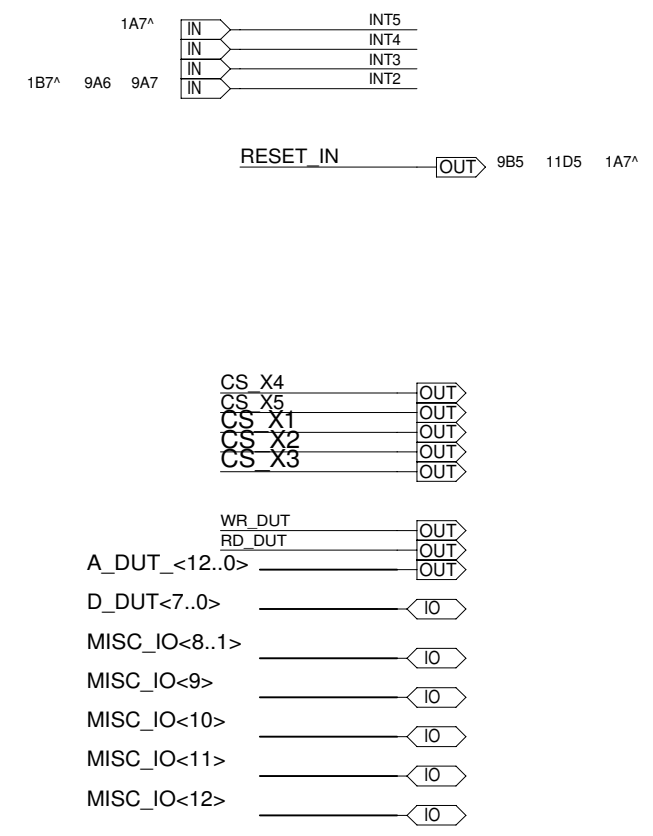 1A7^ IN INT5
IN INT4
IN INT3
1B7^ 9A6 9A7 IN INT2
RESET_IN OUT 9B5 11D5 1A7^
CS_X4 OUT
CS_X5 OUT
CS_X1 OUT
CS_X2 OUT
CS_X3 OUT
WR_DUT OUT
RD_DUT OUT
A_DUT_<12..0> OUT
D_DUT<7..0> IO
MISC_IO<8..1> IO
MISC_IO<9> IO
MISC_IO<10> IO
MISC_IO<11> IO
MISC_IO<12> IO